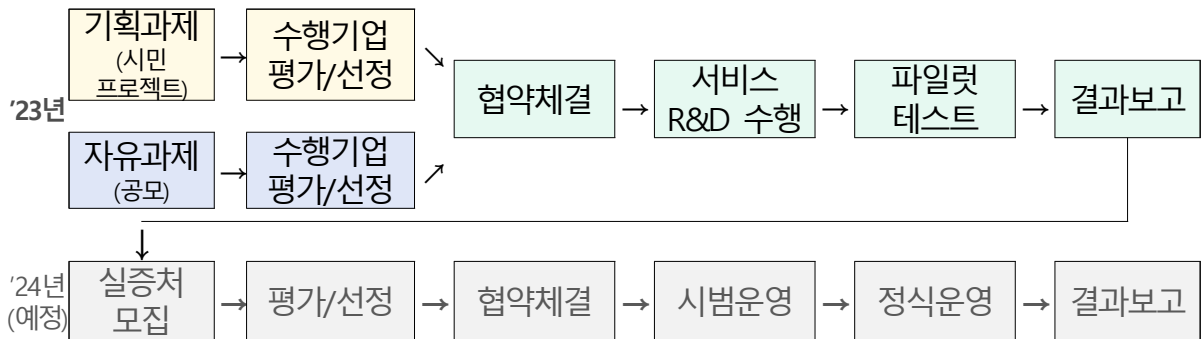 '23년
기획과제
(시민
프로젝트)
→
수행기업
평가/선정
↘
자유과제
(공모)
→
수행기업
평가/선정
↗
협약체결
→
서비스
R&D 수행
→
파일럿
테스트
→
결과보고
↓
'24년
(예정)
실증처
모집
→
평가/선정
→
협약체결
→
시범운영
→
정식운영
→
결과보고